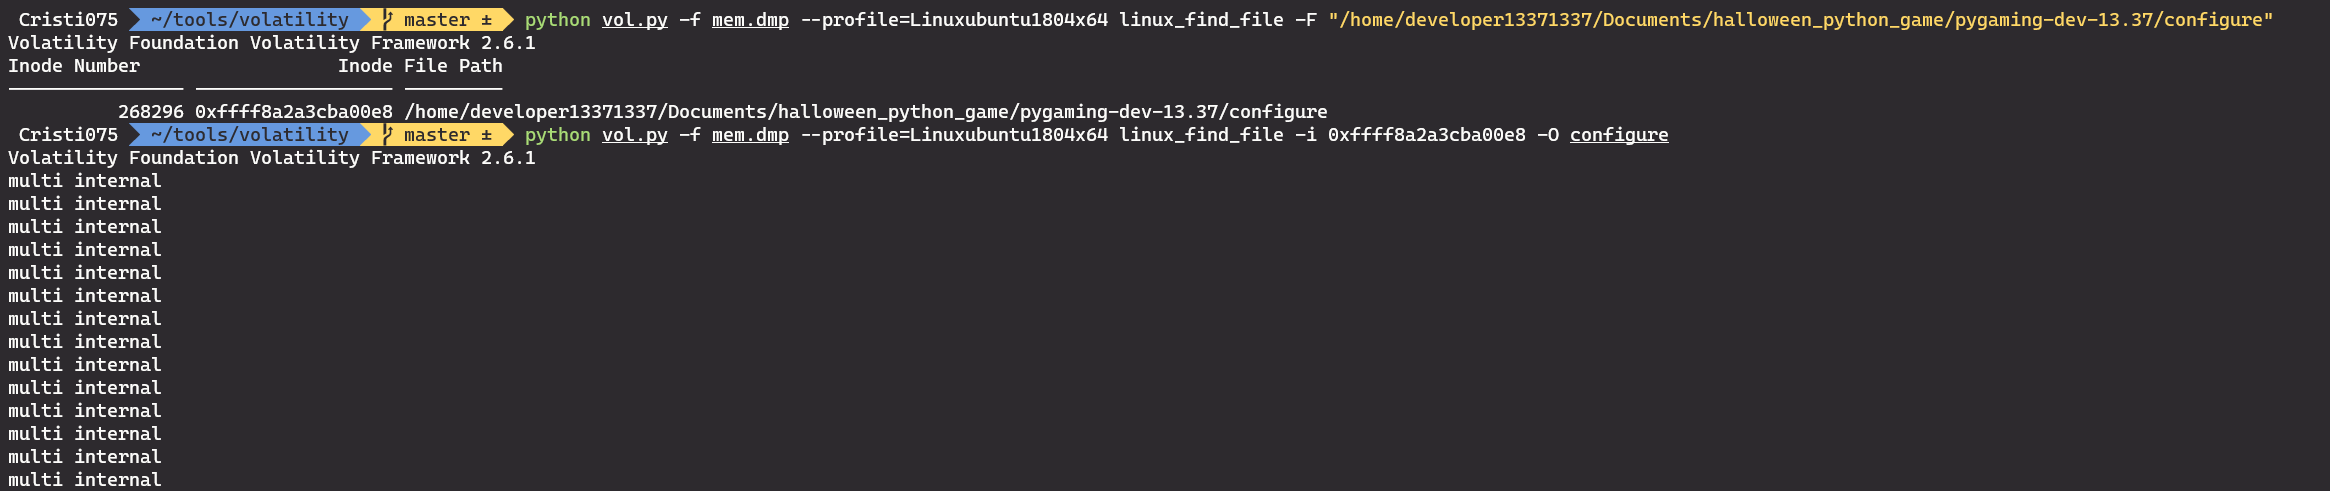 Cristi075 ~/tools/volatility master ± python vol.py -f mem.dmp --profile=Linuxubuntu1804x64 linux_find_file -F "/home/developer13371337/Documents/halloween_python_game/pygaming-dev-13.37/configure"
Volatility Foundation Volatility Framework 2.6.1
Inode Number                  Inode File Path
---------------- ------------------ ---------
          268296 0xffff8a2a3cba00e8 /home/developer13371337/Documents/halloween_python_game/pygaming-dev-13.37/configure
Cristi075 ~/tools/volatility master ± python vol.py -f mem.dmp --profile=Linuxubuntu1804x64 linux_find_file -i 0xffff8a2a3cba00e8 -O configure
Volatility Foundation Volatility Framework 2.6.1
multi internal
multi internal
multi internal
multi internal
multi internal
multi internal
multi internal
multi internal
multi internal
multi internal
multi internal
multi internal
multi internal
multi internal